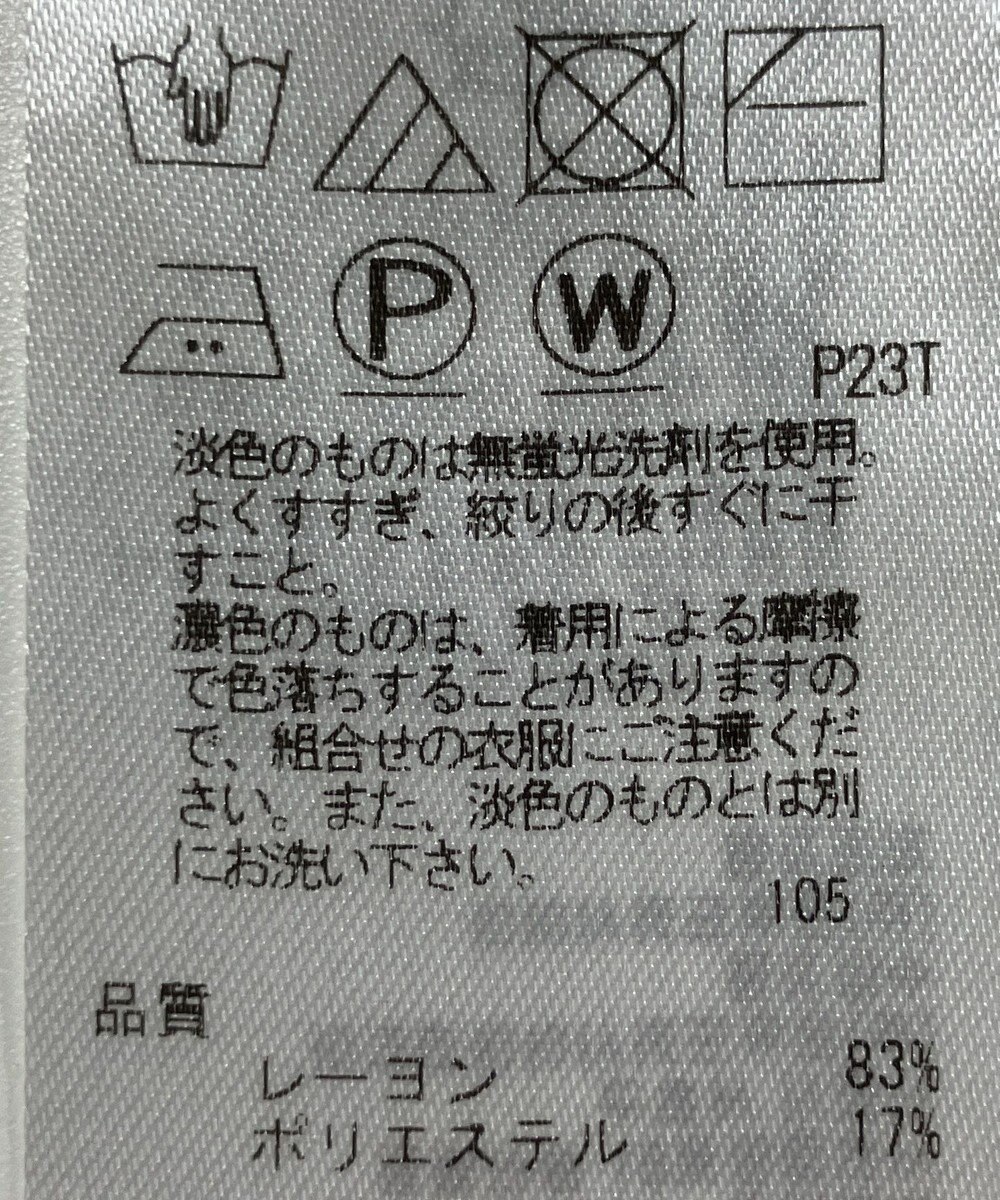 P W
P23T
淡色のものは無蛍光洗剤を使用。
よくすすぎ、絞りの後すぐに干
すこと。
濃色のものは、着用による摩擦
で色落ちすることがありますの
で、組合せの衣服にご注意くだ
さい。また、淡色のものとは別
にお洗い下さい。
105
品質
レーヨン 83%
ポリエステル 17%